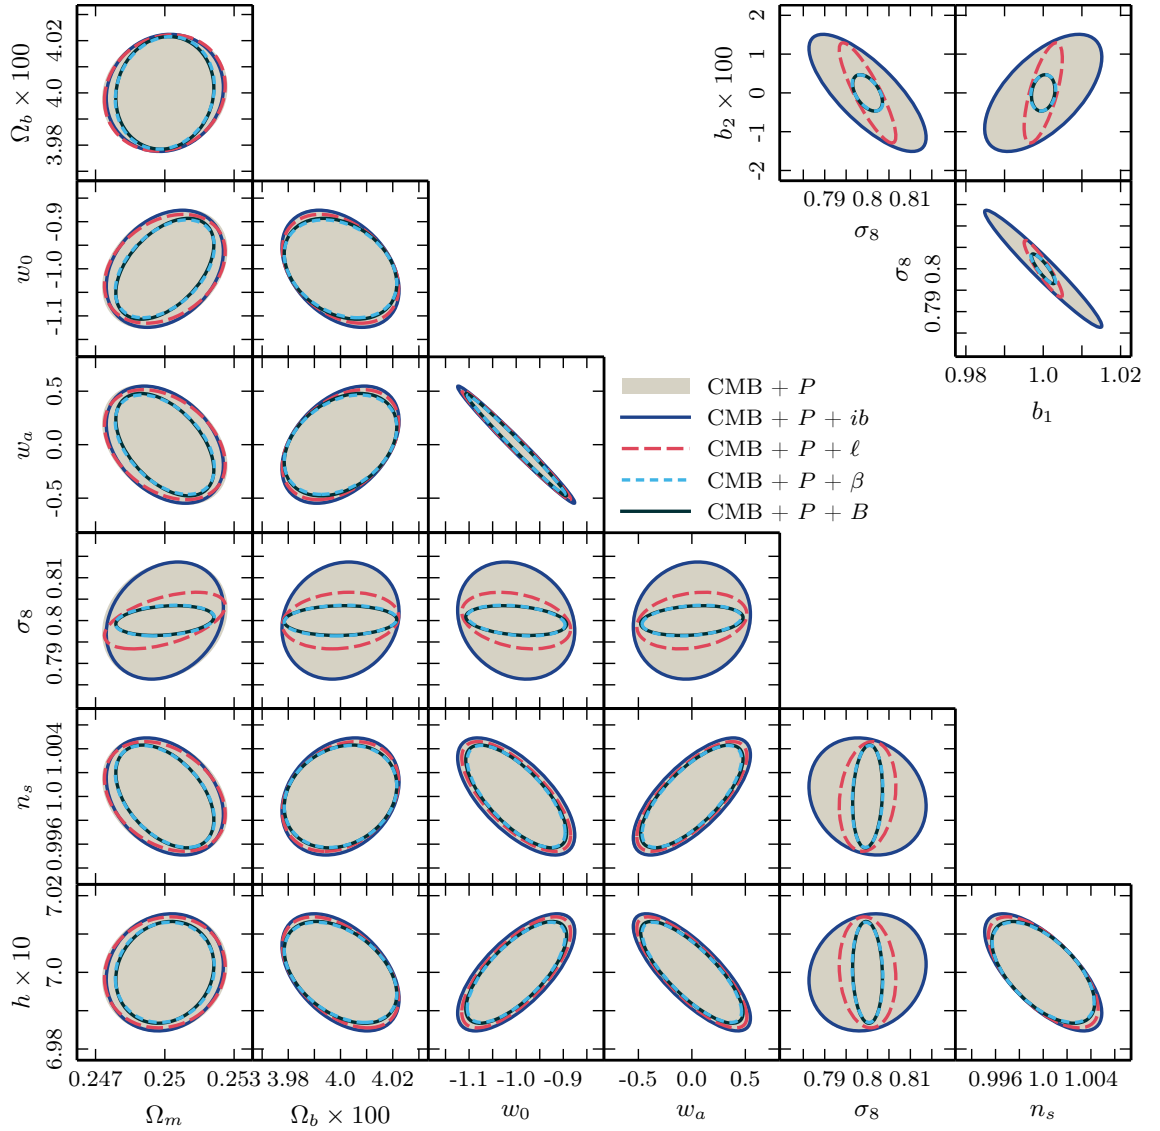 Ω_b × 100
3.98 4.0 4.02
b_2 × 100
-2 -1 0 1 2
0.79 0.8 0.81
σ_8
w_0
-1.1 -1.0 -0.9
σ_8
0.79 0.8
0.98 1.0 1.02
b_1
w_a
-0.5 0.0 0.5
CMB + P
CMB + P + ib
CMB + P + ℓ
CMB + P + β
CMB + P + B
σ_8
0.79 0.8 0.81
n_s
0.996 1.0 1.004
h × 10
6.98 7.0 7.02
0.247 0.25 0.253 3.98 4.0 4.02 -1.1 -1.0 -0.9 -0.5 0.0 0.5 0.79 0.8 0.81 0.996 1.0 1.004
Ω_m Ω_b × 100 w_0 w_a σ_8 n_s